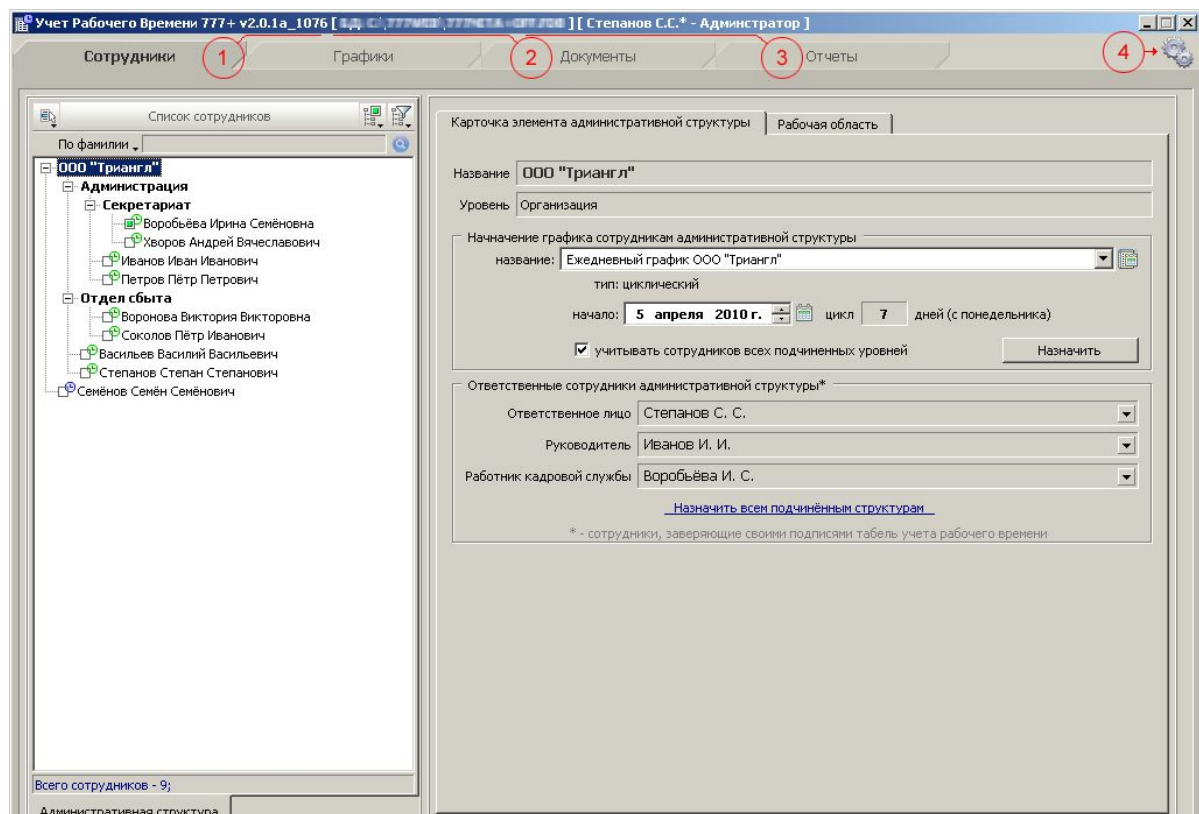 Учет Рабочего Времени 777+ v2.0.1a_1076 [ ] [ Степанов С.С.* - Админстратор ]
Сотрудники 1 Графики 2 Документы 3 Отчеты 4
Список сотрудников
По фамилии
ООО "Триангл"
Администрация
Секретариат
Воробьёва Ирина Семёновна
Хворов Андрей Вячеславович
Иванов Иван Иванович
Петров Пётр Петрович
Отдел сбыта
Воронова Виктория Викторовна
Соколов Пётр Иванович
Васильев Василий Васильевич
Степанов Степан Степанович
Семёнов Семён Семёнович
Всего сотрудников - 9;
Административная структура
Карточка элемента административной структуры Рабочая область
Название ООО "Триангл"
Уровень Организация
Начначение графика сотрудникам административной структуры
название: Ежедневный график ООО "Триангл"
тип: циклический
начало: 5 апреля 2010 г. цикл 7 дней (с понедельника)
учитывать сотрудников всех подчиненных уровней Назначить
Ответственные сотрудники административной структуры*
Ответственное лицо Степанов С. С.
Руководитель Иванов И. И.
Работник кадровой службы Воробьёва И. С.
Назначить всем подчинённым структурам
* - сотрудники, заверяющие своими подписями табель учета рабочего времени